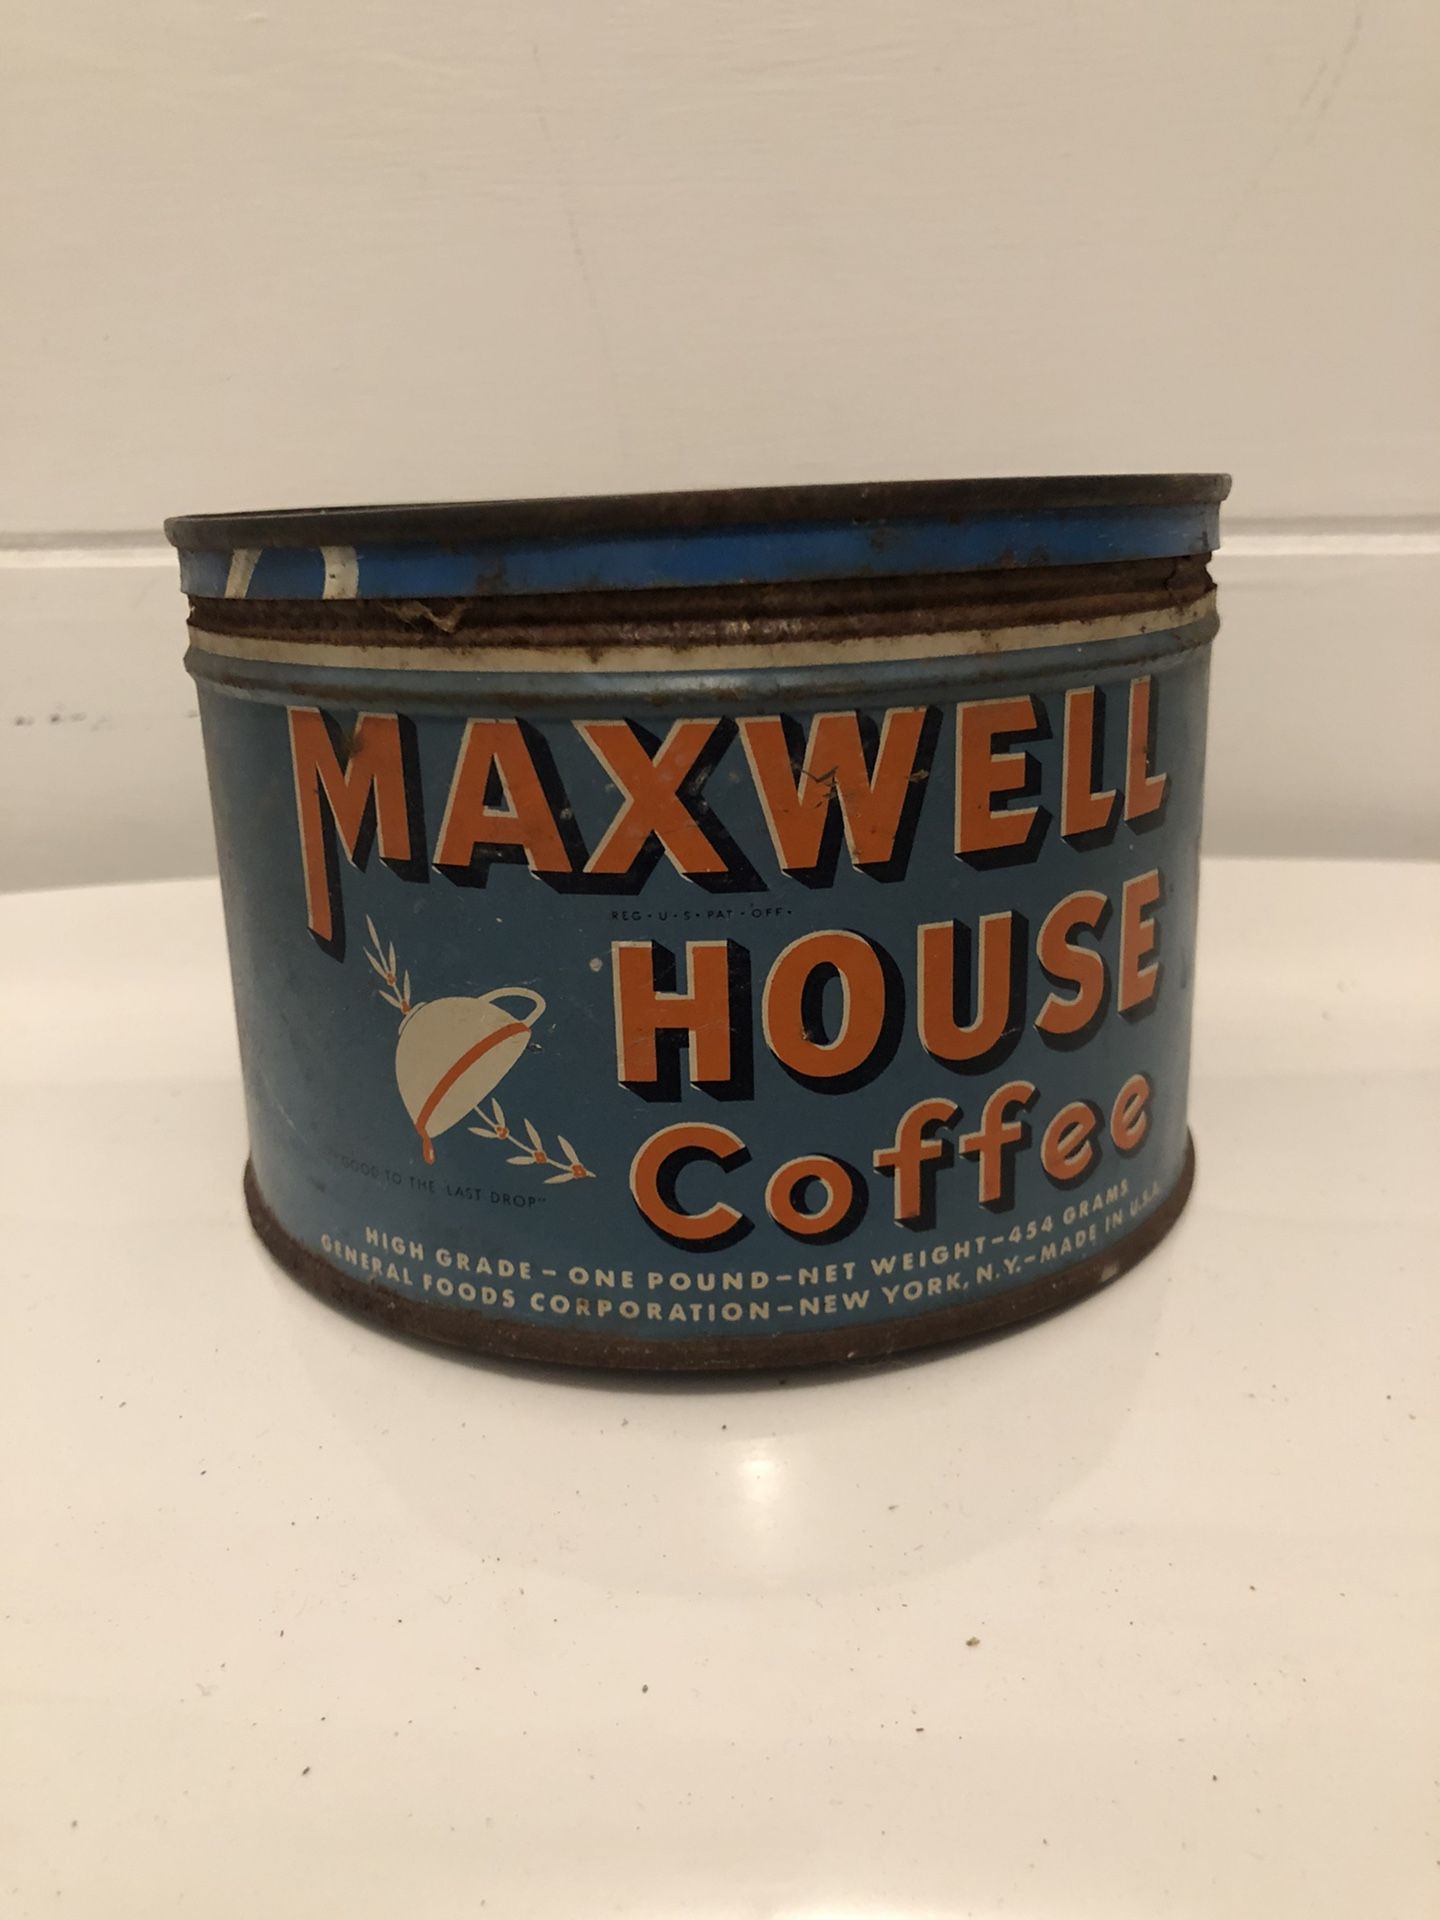 MAXWELL
REG · U · S · PAT · OFF ·
HOUSE
Coffee
"GOOD TO THE LAST DROP"
HIGH GRADE – ONE POUND – NET WEIGHT – 454 GRAMS
GENERAL FOODS CORPORATION – NEW YORK, N.Y. – MADE IN U.S.A.